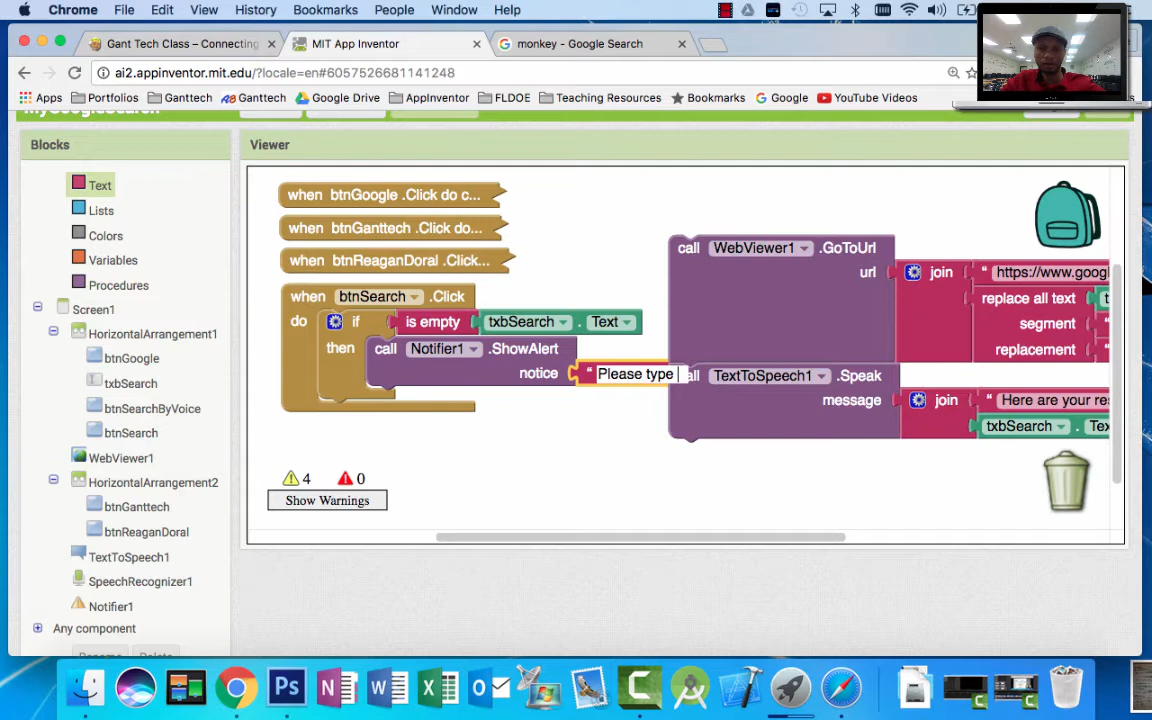 Chrome File Edit View History Bookmarks People Window Help
Gant Tech Class – Connecting
MIT App Inventor
monkey - Google Search
ai2.appinventor.mit.edu/?locale=en#6057526681141248
Apps Portfolios Ganttech Ganttech Google Drive AppInventor FLDOE Teaching Resources Bookmarks Google YouTube Videos
Blocks
Viewer
Text
Lists
Colors
Variables
Procedures
Screen1
HorizontalArrangement1
btnGoogle
txbSearch
btnSearchByVoice
btnSearch
WebViewer1
HorizontalArrangement2
btnGanttech
btnReaganDoral
TextToSpeech1
SpeechRecognizer1
Notifier1
Any component
when btnGoogle .Click do c...
when btnGanttech .Click do...
when btnReaganDoral .Click...
when btnSearch .Click
do if is empty txbSearch . Text
then call Notifier1 .ShowAlert
notice “ Please type
call WebViewer1 .GoToUrl
url join “ https://www.googl
replace all text
segment
replacement
TextToSpeech1 .Speak
message join “ Here are your res
txbSearch .
4 0
Show Warnings